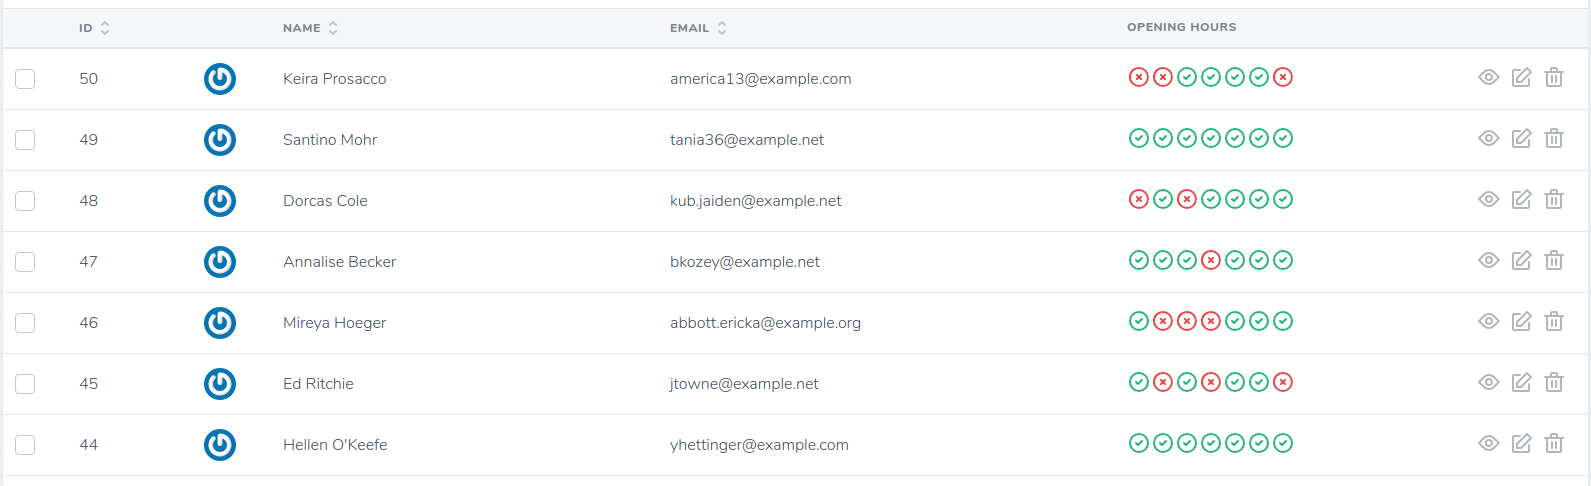 ID NAME EMAIL OPENING HOURS
50 Keira Prosacco america13@example.com
49 Santino Mohr tania36@example.net
48 Dorcas Cole kub.jaiden@example.net
47 Annalise Becker bkozey@example.net
46 Mireya Hoeger abbott.ericka@example.org
45 Ed Ritchie jtowne@example.net
44 Hellen O'Keefe yhettinger@example.com